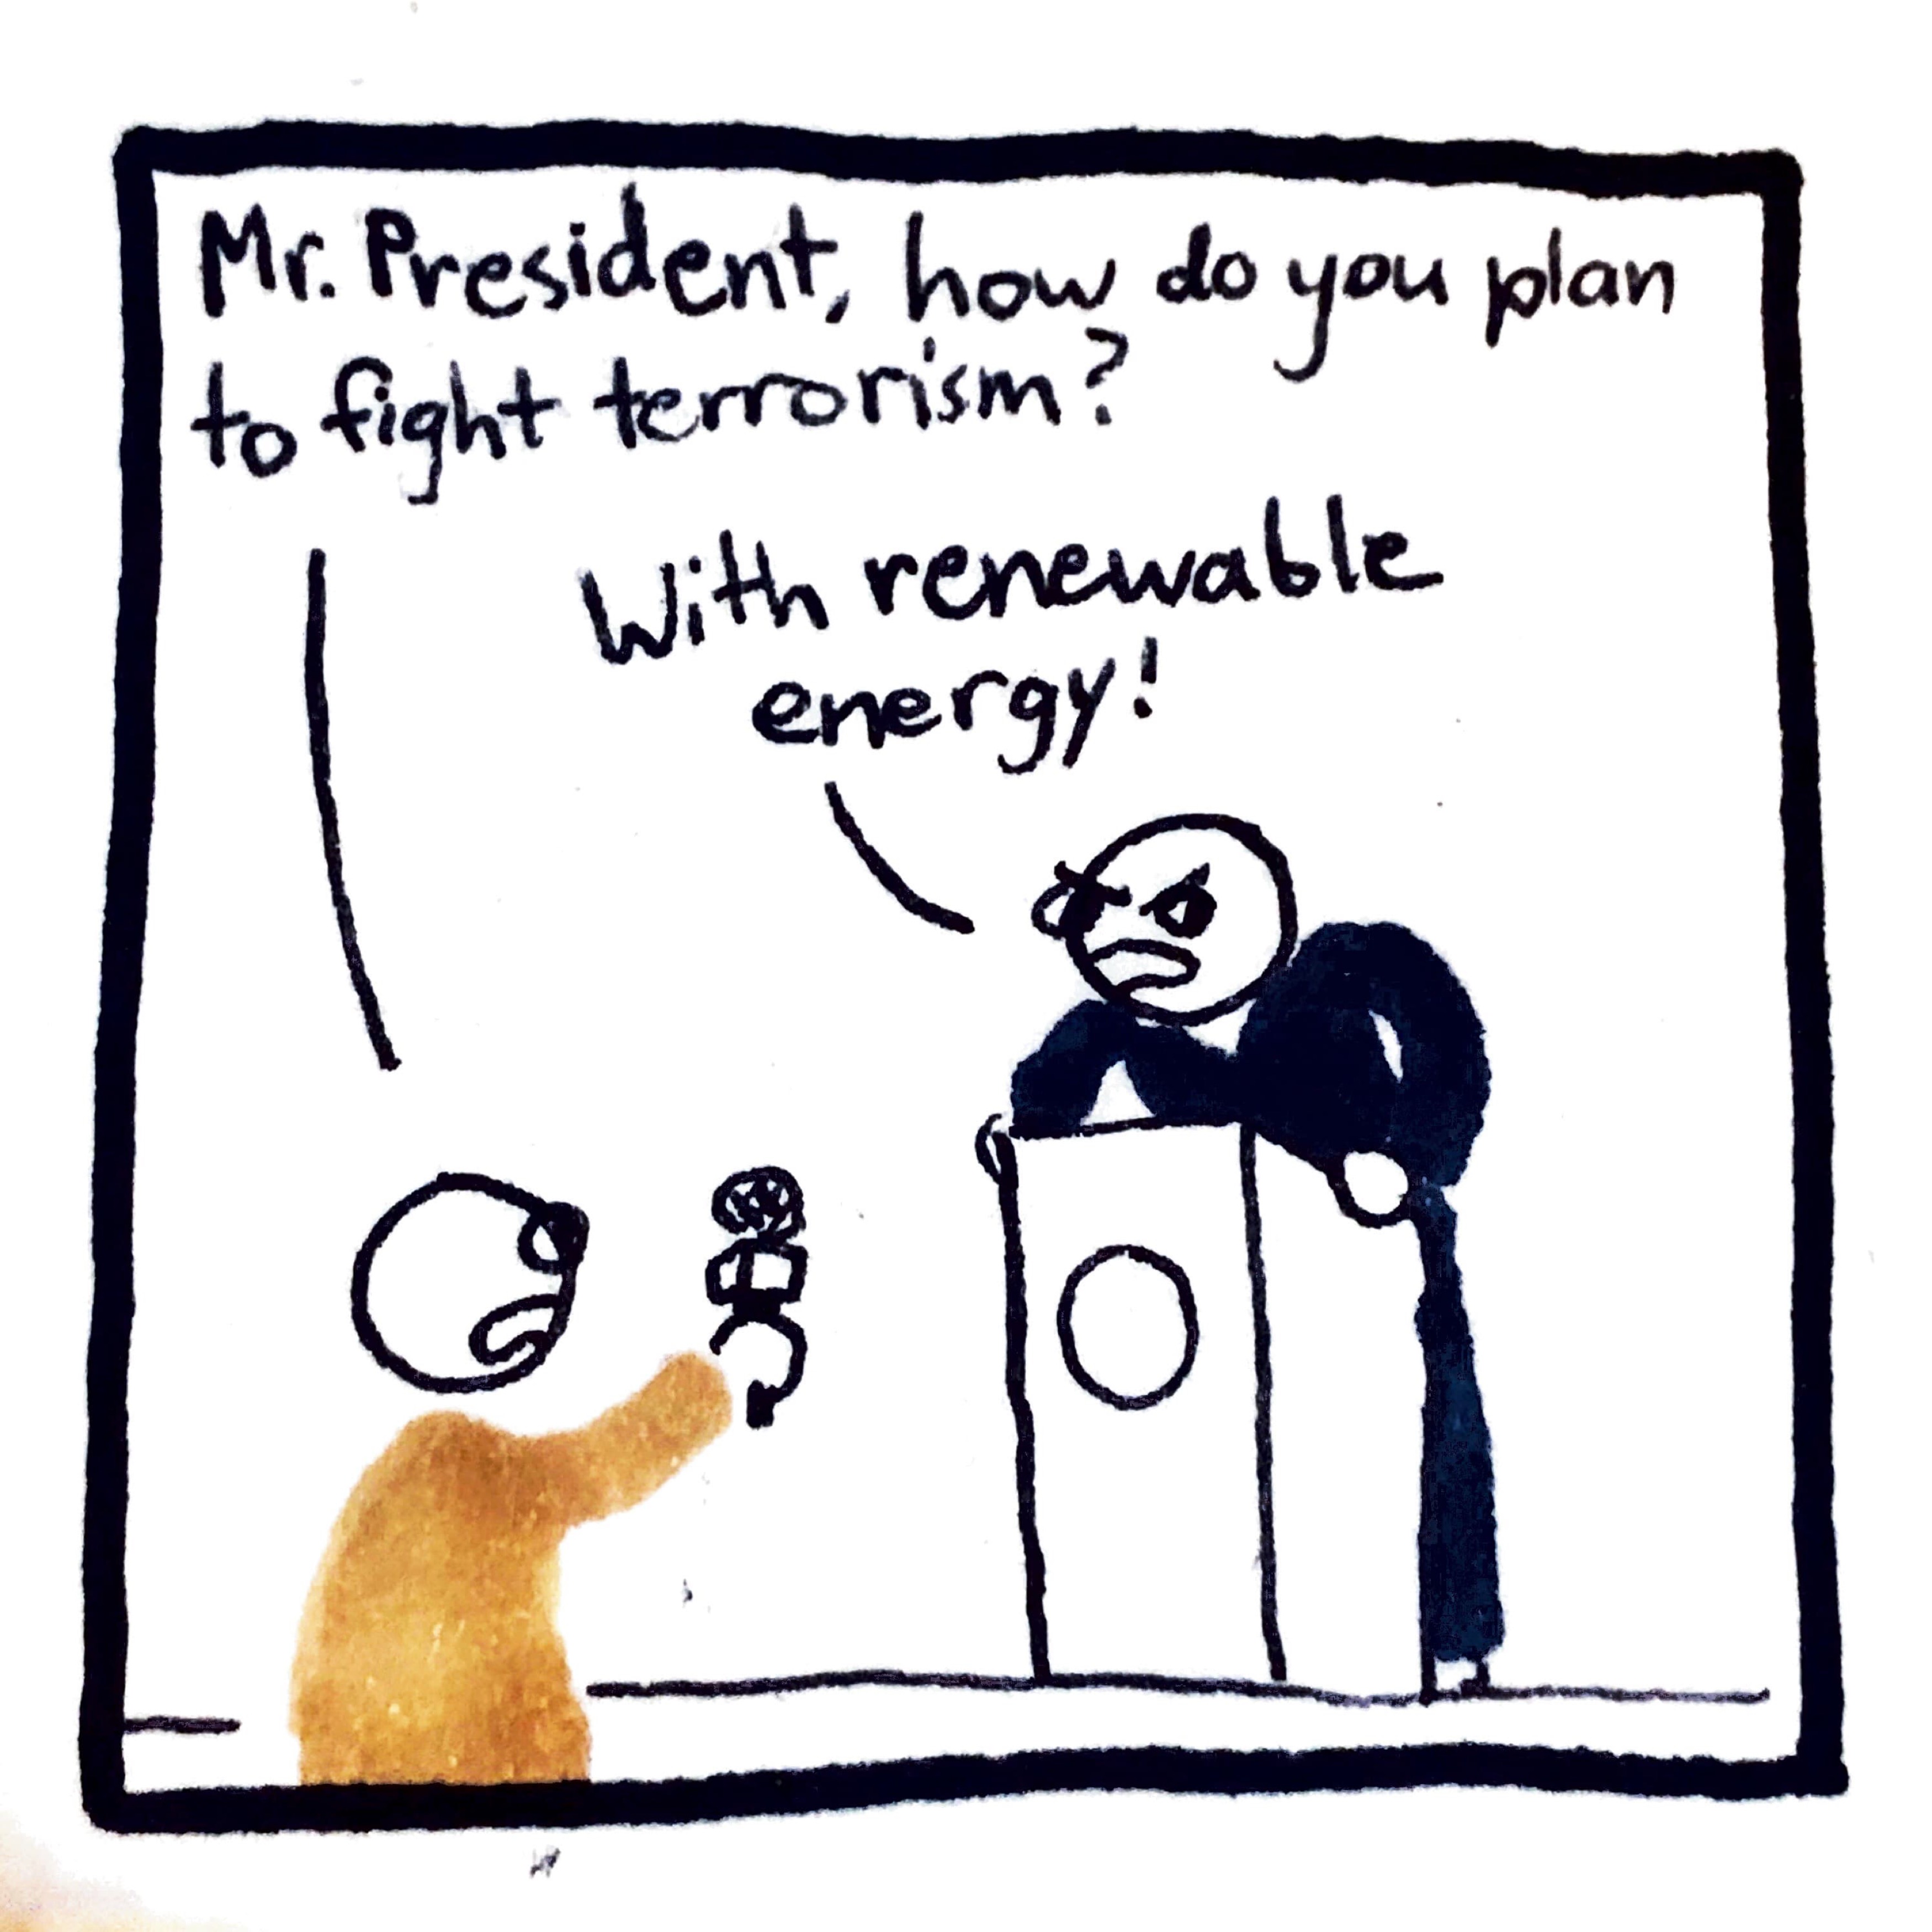 Mr. President, how do you plan
to fight terrorism?
With renewable
energy!